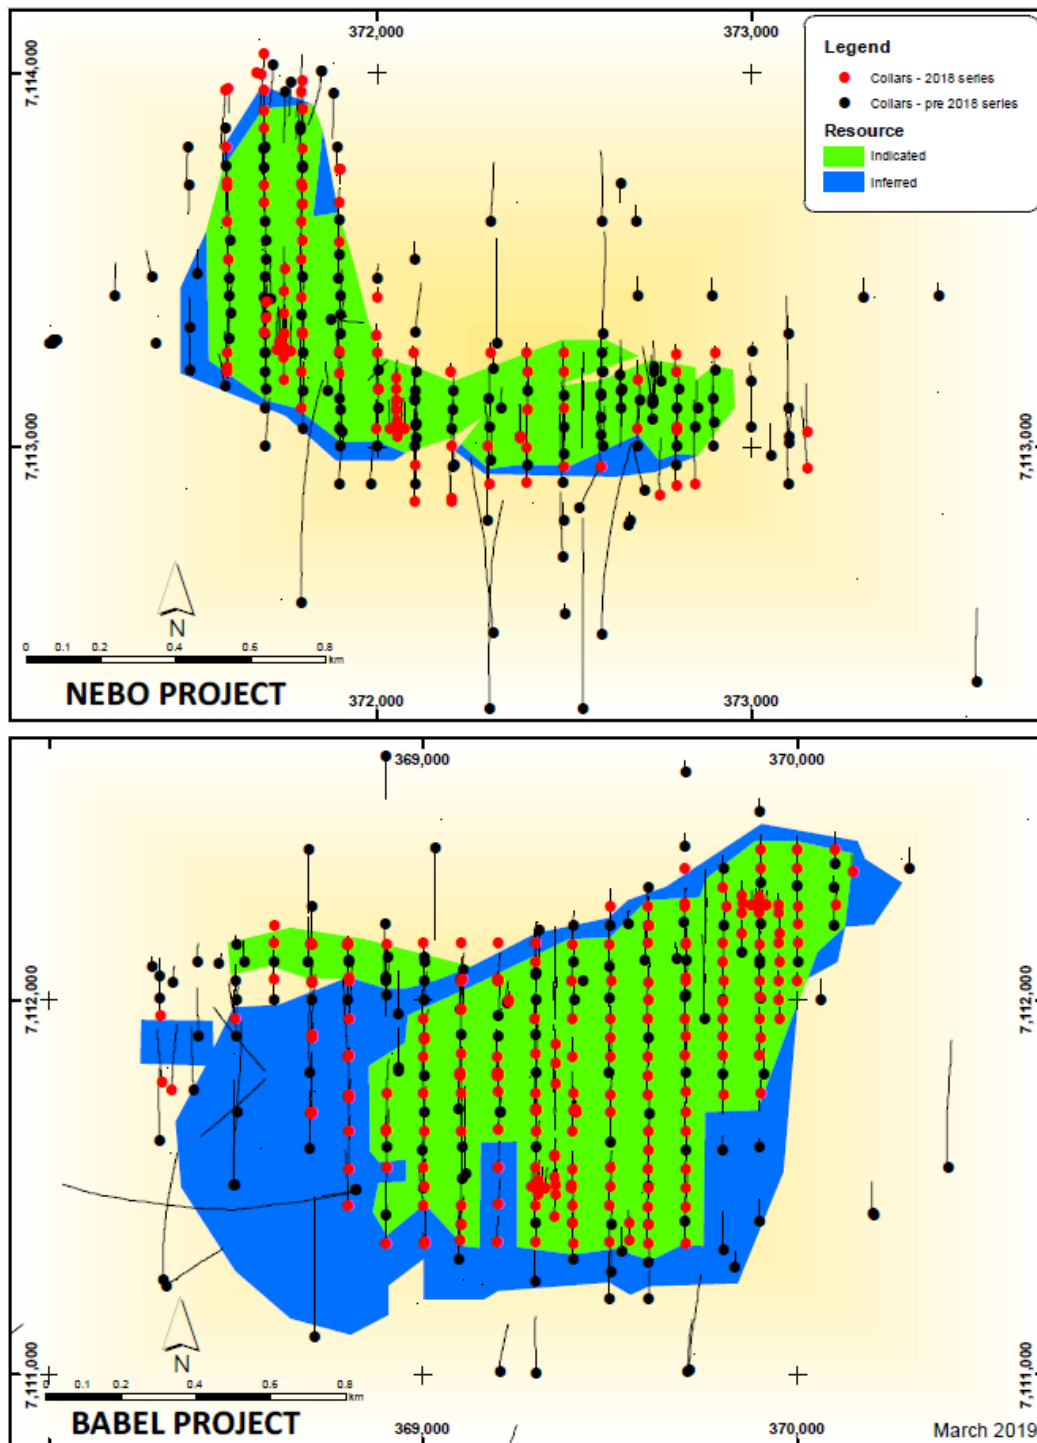 372,000
373,000
Legend
Collars - 2018 series
Collars - pre 2018 series
Resource
Indicated
Inferred
7,114,000
7,114,000
7,113,000
7,113,000
N
0 0.1 0.2 0.4 0.6 0.8
km
NEBO PROJECT
372,000
373,000
369,000
370,000
7,112,000
7,112,000
N
0 0.1 0.2 0.4 0.6 0.8
km
7,111,000
7,111,000
BABEL PROJECT
369,000
370,000
March 2019